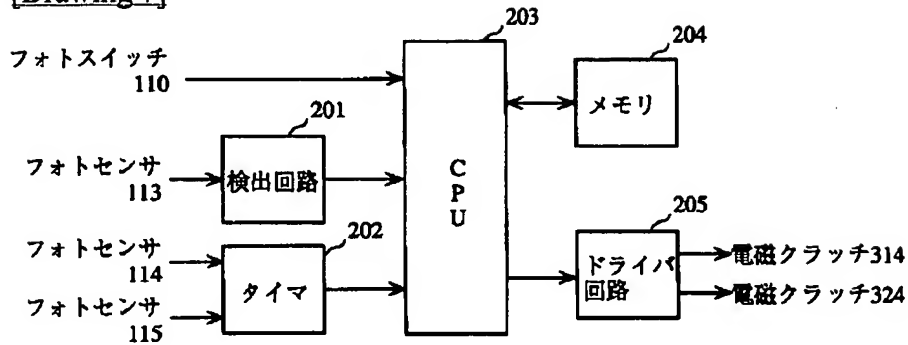 フォトスイッチ
110
フォトセンサ
113
フォトセンサ
114
フォトセンサ
115
201
検出回路
202
タイマ
203
CPU
204
メモリ
205
ドライバ
回路
電磁クラッチ314
電磁クラッチ324